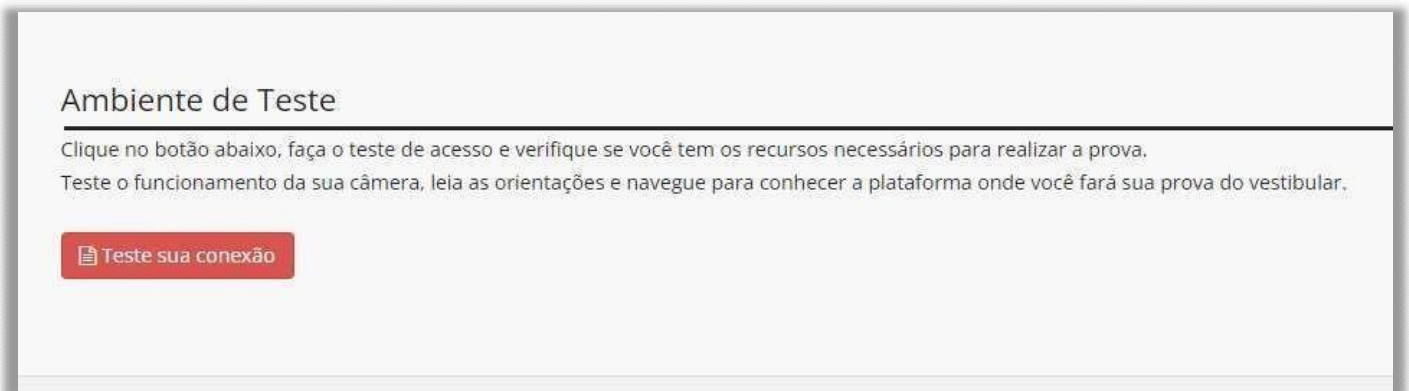 Ambiente de Teste
Clique no botão abaixo, faça o teste de acesso e verifique se você tem os recursos necessários para realizar a prova.
Teste o funcionamento da sua câmera, leia as orientações e navegue para conhecer a plataforma onde você fará sua prova do vestibular.
Teste sua conexão